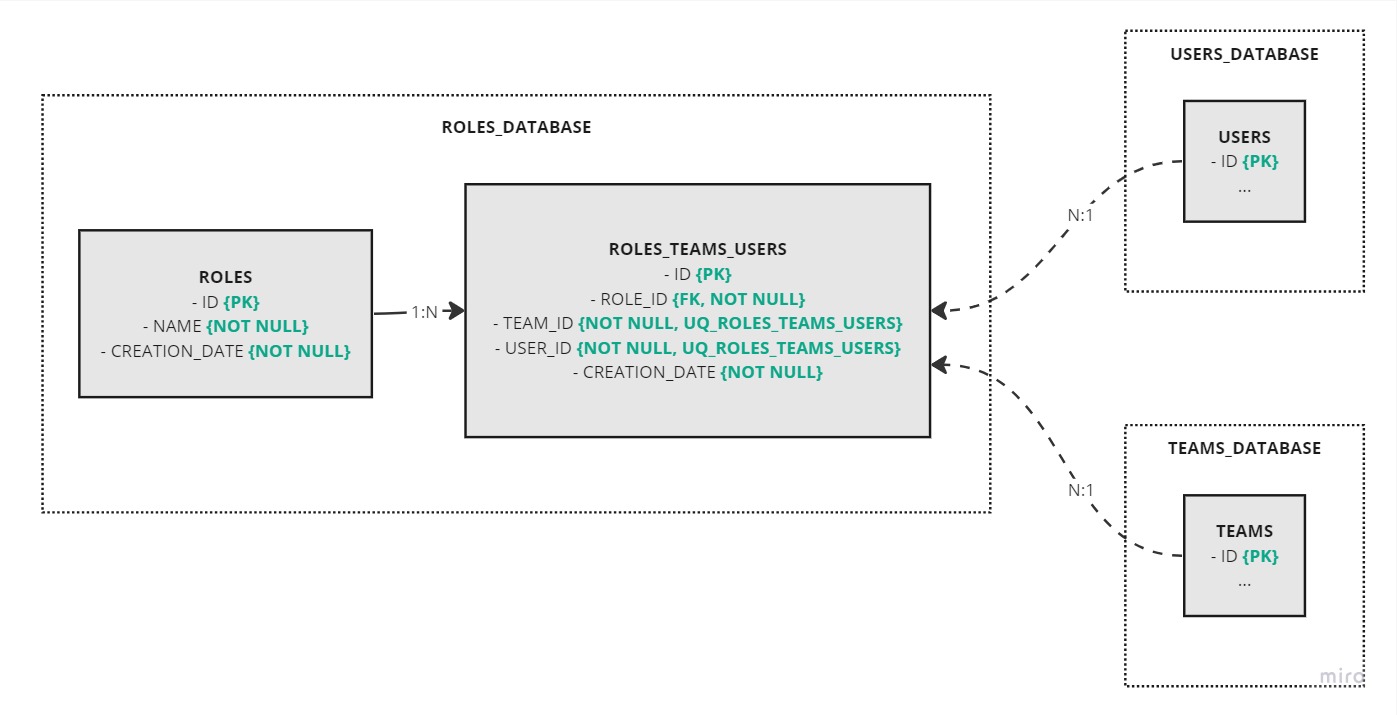 ROLES_DATABASE
ROLES
- ID {PK}
- NAME {NOT NULL}
- CREATION_DATE {NOT NULL}
1:N
ROLES_TEAMS_USERS
- ID {PK}
- ROLE_ID {FK, NOT NULL}
- TEAM_ID {NOT NULL, UQ_ROLES_TEAMS_USERS}
- USER_ID {NOT NULL, UQ_ROLES_TEAMS_USERS}
- CREATION_DATE {NOT NULL}
N:1
USERS_DATABASE
USERS
- ID {PK}
...
N:1
TEAMS_DATABASE
TEAMS
- ID {PK}
...
miro